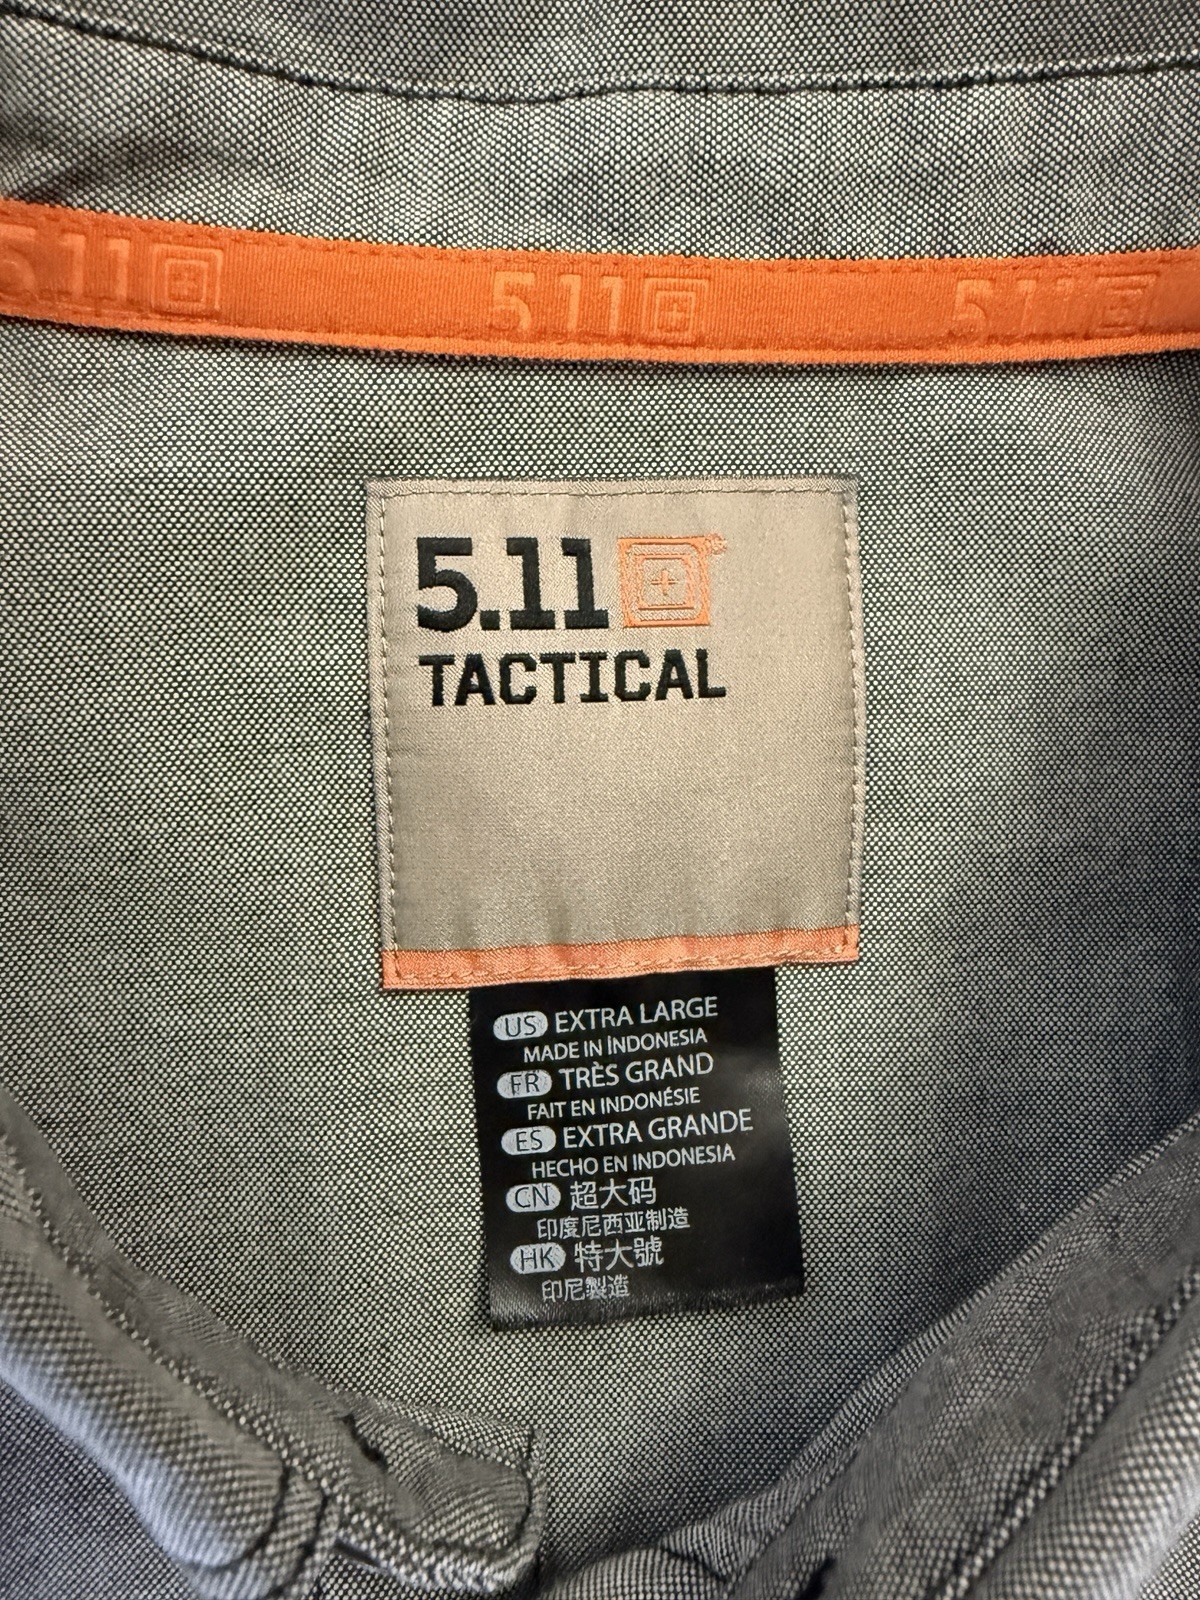 5.11 5.11 5.11
5.11®
TACTICAL
US EXTRA LARGE
MADE IN INDONESIA
FR TRÈS GRAND
FAIT EN INDONÉSIE
ES EXTRA GRANDE
HECHO EN INDONESIA
CN 超大码
印度尼西亚制造
HK 特大號
印尼製造